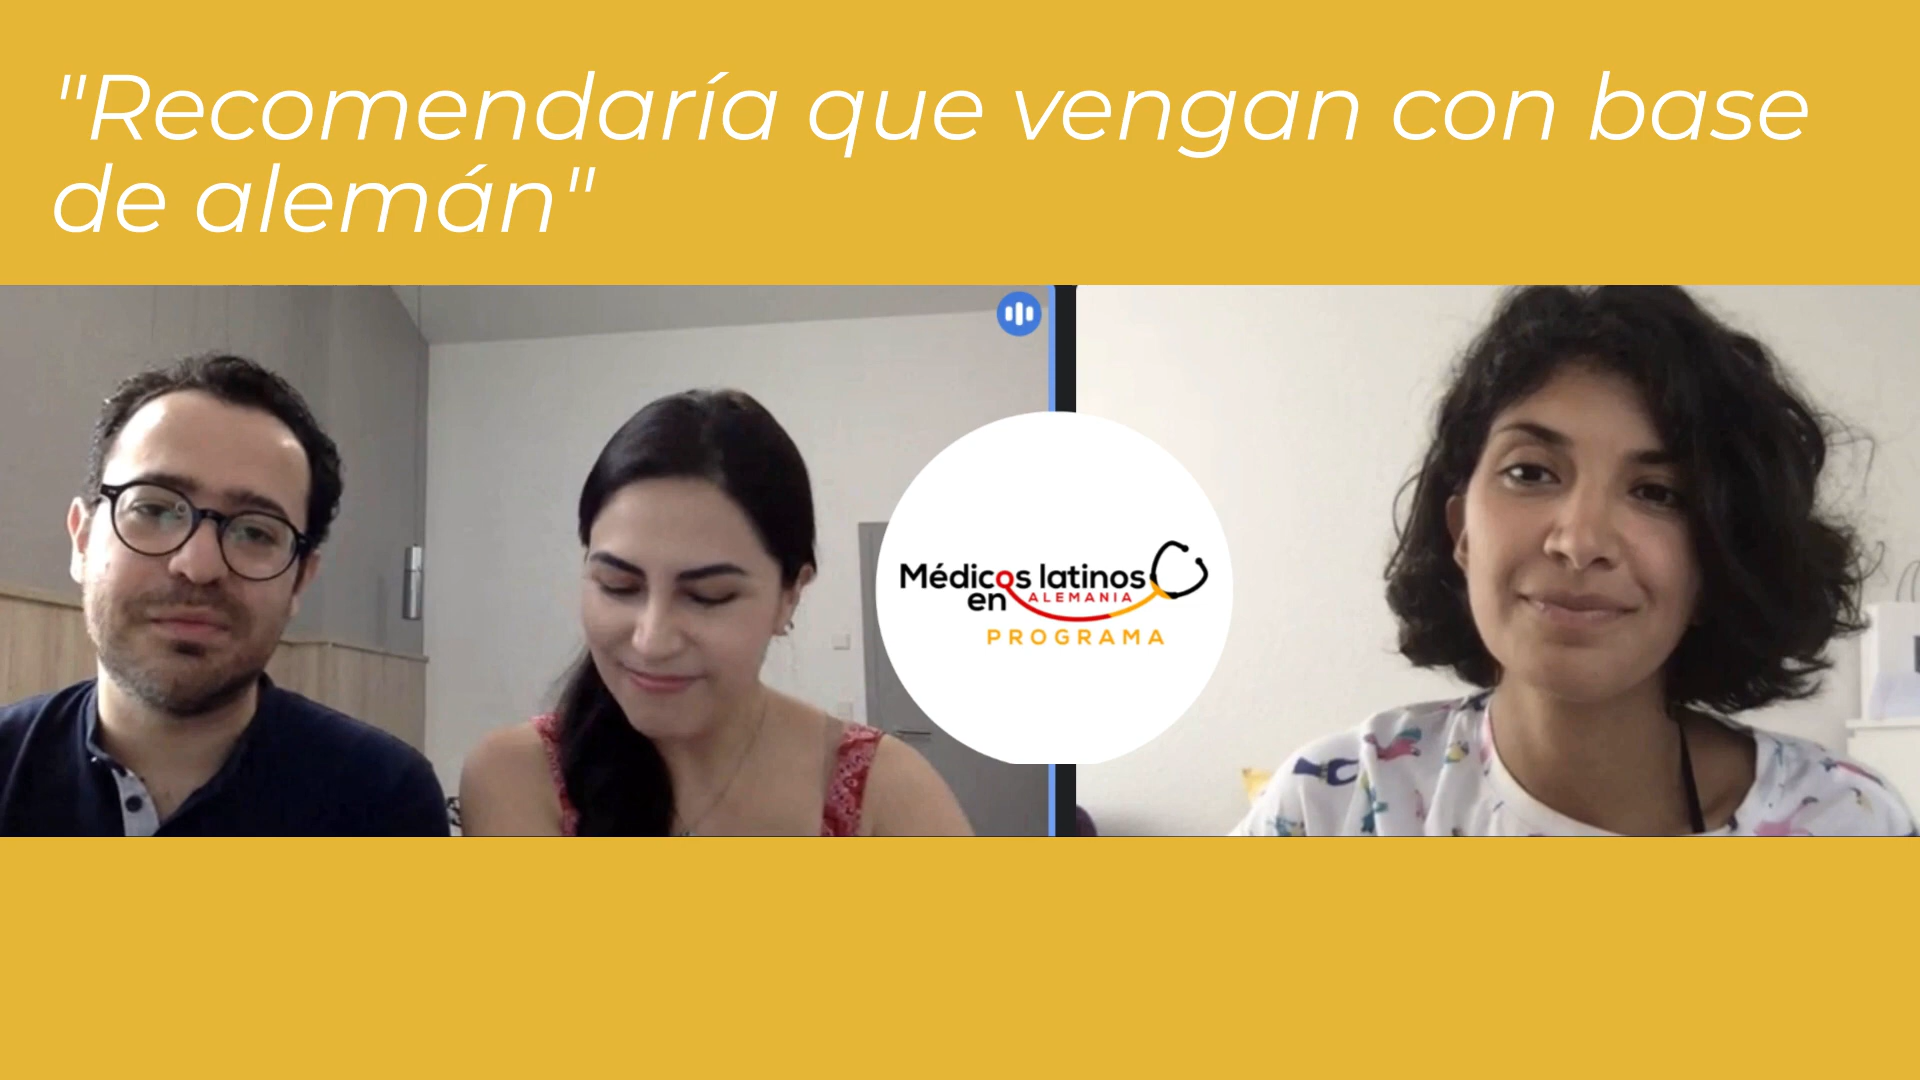 "Recomendaría que vengan con base
de alemán"
Médicos latinos
en ALEMANIA
PROGRAMA